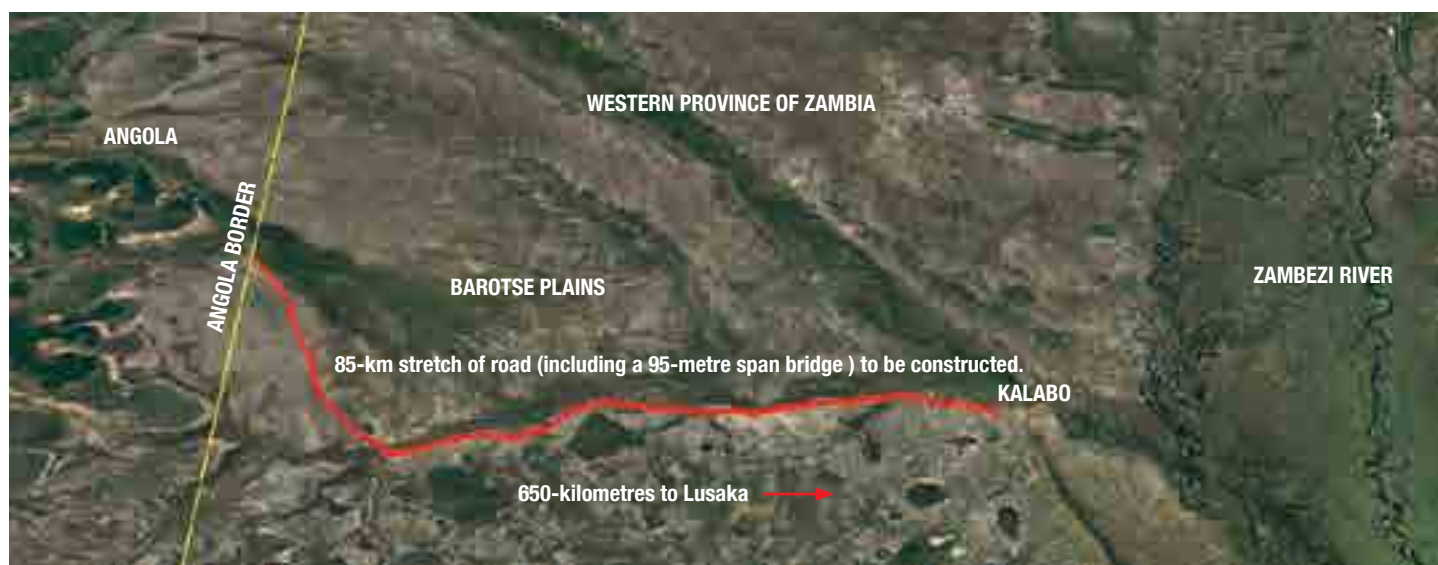 WESTERN PROVINCE OF ZAMBIA
ANGOLA
ANGOLA BORDER
BAROTSE PLAINS
ZAMBEZI RIVER
85-km stretch of road (including a 95-metre span bridge ) to be constructed.
KALABO
650-kilometres to Lusaka